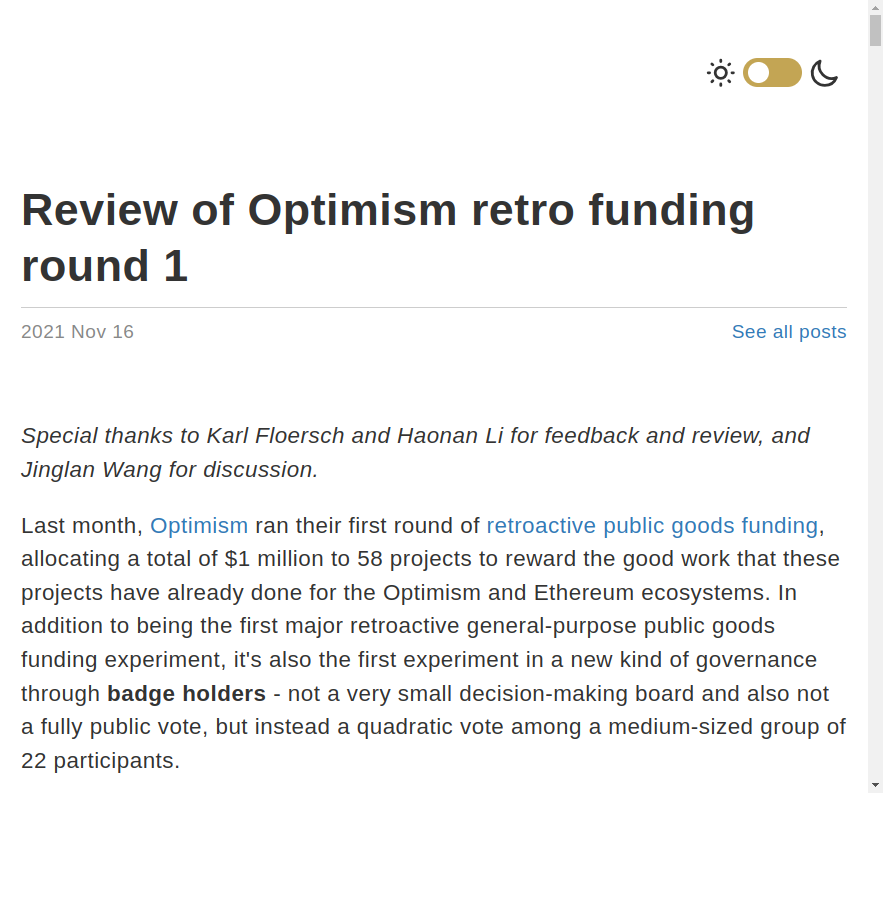 Review of Optimism retro funding
round 1
2021 Nov 16 See all posts
Special thanks to Karl Floersch and Haonan Li for feedback and review, and
Jinglan Wang for discussion.
Last month, Optimism ran their first round of retroactive public goods funding,
allocating a total of $1 million to 58 projects to reward the good work that these
projects have already done for the Optimism and Ethereum ecosystems. In
addition to being the first major retroactive general-purpose public goods
funding experiment, it's also the first experiment in a new kind of governance
through badge holders - not a very small decision-making board and also not
a fully public vote, but instead a quadratic vote among a medium-sized group of
22 participants.